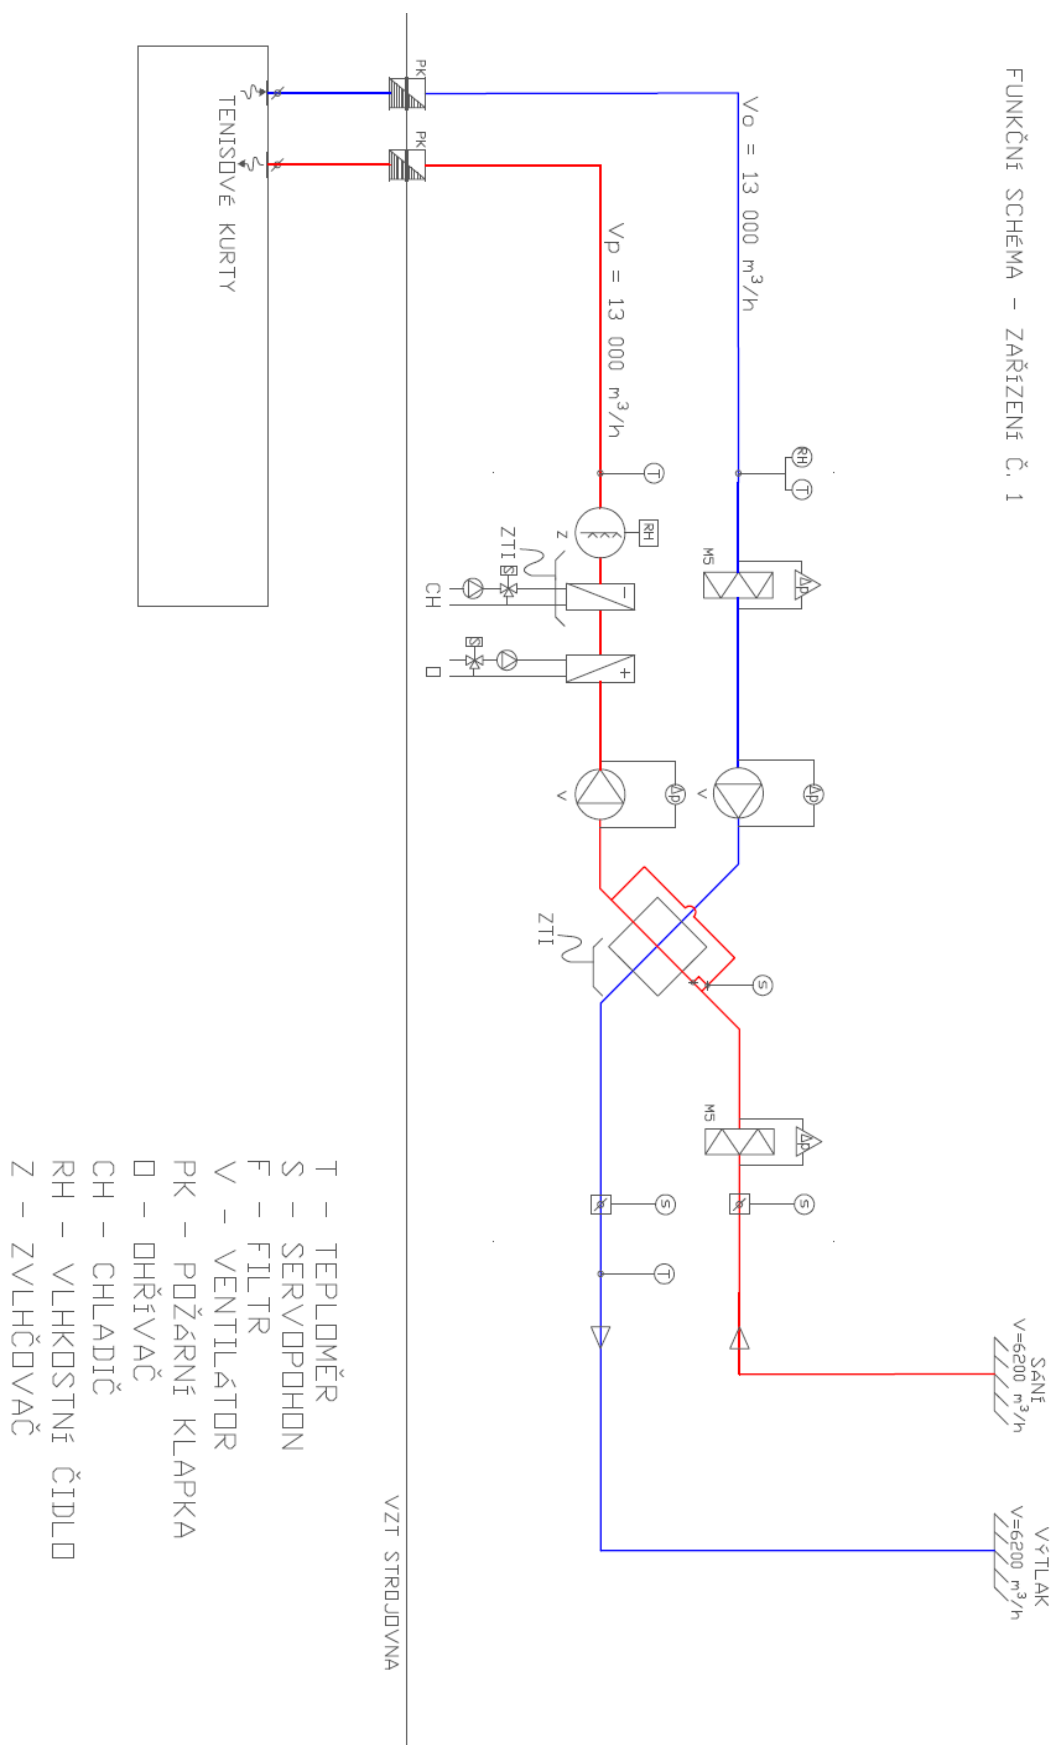 FUNKČNÍ SCHÉMA - ZAŘÍZENÍ Č. 1
SÁNÍ
V=6200 m³/h
VÝTLAK
V=6200 m³/h
Vo = 13 000 m³/h
RH
T
M5
Δp
Δp
V
S
M5
Δp
S
Vp = 13 000 m³/h
T
RH
Z
ZTI
S
CH
-
S
O
+
Δp
V
ZTI
S
T
PK
PK
TENISOVÉ KURTY
VZT STROJOVNA
T - TEPLOMĚR
S - SERVOPOHON
F - FILTR
V - VENTILÁTOR
PK - POŽÁRNÍ KLAPKA
O - OHŘÍVAČ
CH - CHLADIČ
RH - VLHKOSTNÍ ČIDLO
Z - ZVLHČOVAČ